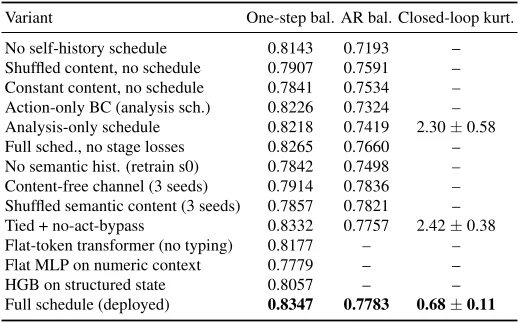 Variant One-step bal. AR bal. Closed-loop kurt.
No self-history schedule 0.8143 0.7193 –
Shuffled content, no schedule 0.7907 0.7591 –
Constant content, no schedule 0.7841 0.7534 –
Action-only BC (analysis sch.) 0.8226 0.7324 –
Analysis-only schedule 0.8218 0.7419 2.30 ± 0.58
Full sched., no stage losses 0.8265 0.7660 –
No semantic hist. (retrain s0) 0.7842 0.7498 –
Content-free channel (3 seeds) 0.7914 0.7836 –
Shuffled semantic content (3 seeds) 0.7857 0.7821 –
Tied + no-act-bypass 0.8332 0.7757 2.42 ± 0.38
Flat-token transformer (no typing) 0.8177 – –
Flat MLP on numeric context 0.7779 – –
HGB on structured state 0.8057 – –
Full schedule (deployed) 0.8347 0.7783 0.68 ± 0.11